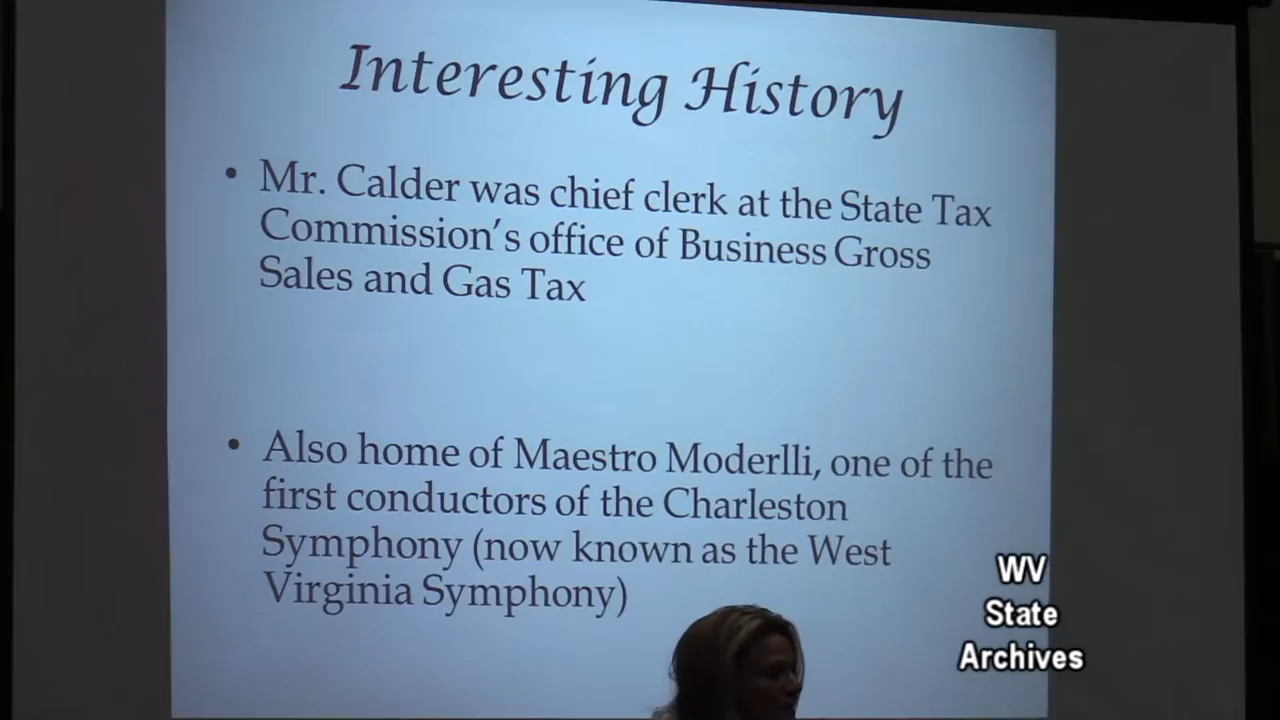 Interesting History
• Mr. Calder was chief clerk at the State Tax
Commission's office of Business Gross
Sales and Gas Tax
• Also home of Maestro Moderlli, one of the
first conductors of the Charleston
Symphony (now known as the West
Virginia Symphony)
WV
State
Archives